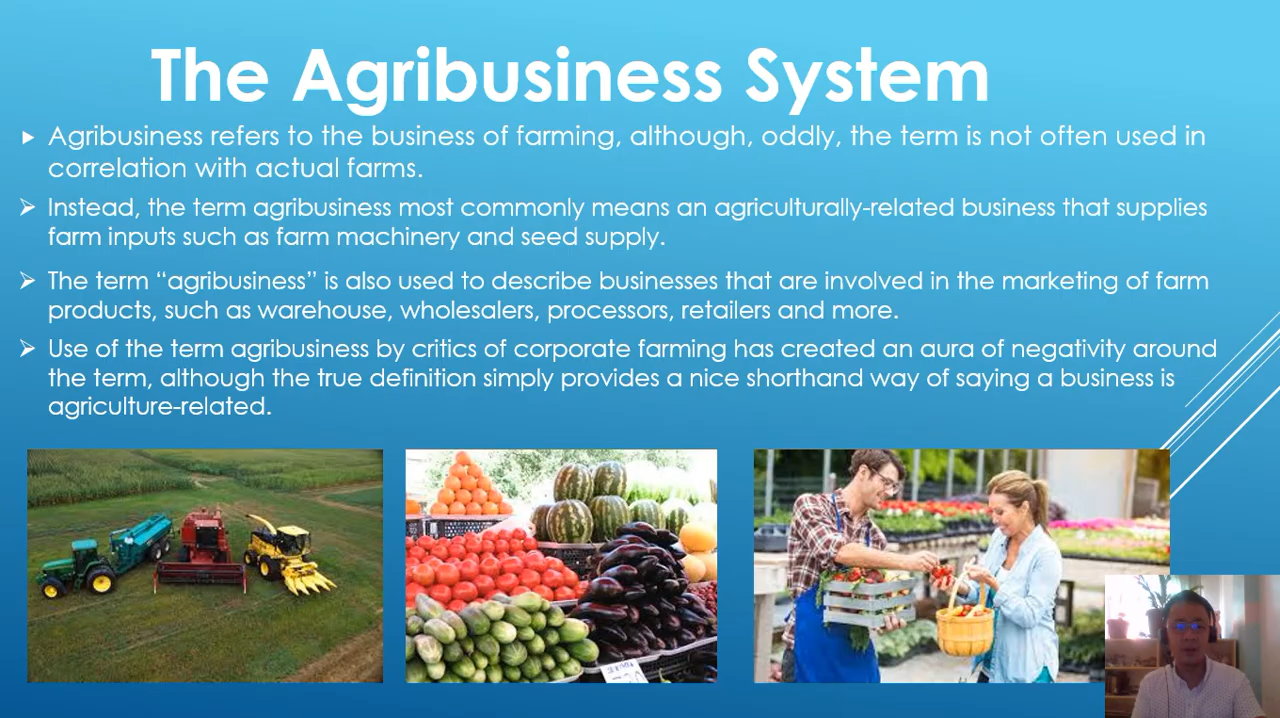 The Agribusiness System
Agribusiness refers to the business of farming, although, oddly, the term is not often used in
correlation with actual farms.
Instead, the term agribusiness most commonly means an agriculturally-related business that supplies
farm inputs such as farm machinery and seed supply.
The term “agribusiness” is also used to describe businesses that are involved in the marketing of farm
products, such as warehouse, wholesalers, processors, retailers and more.
Use of the term agribusiness by critics of corporate farming has created an aura of negativity around
the term, although the true definition simply provides a nice shorthand way of saying a business is
agriculture-related.